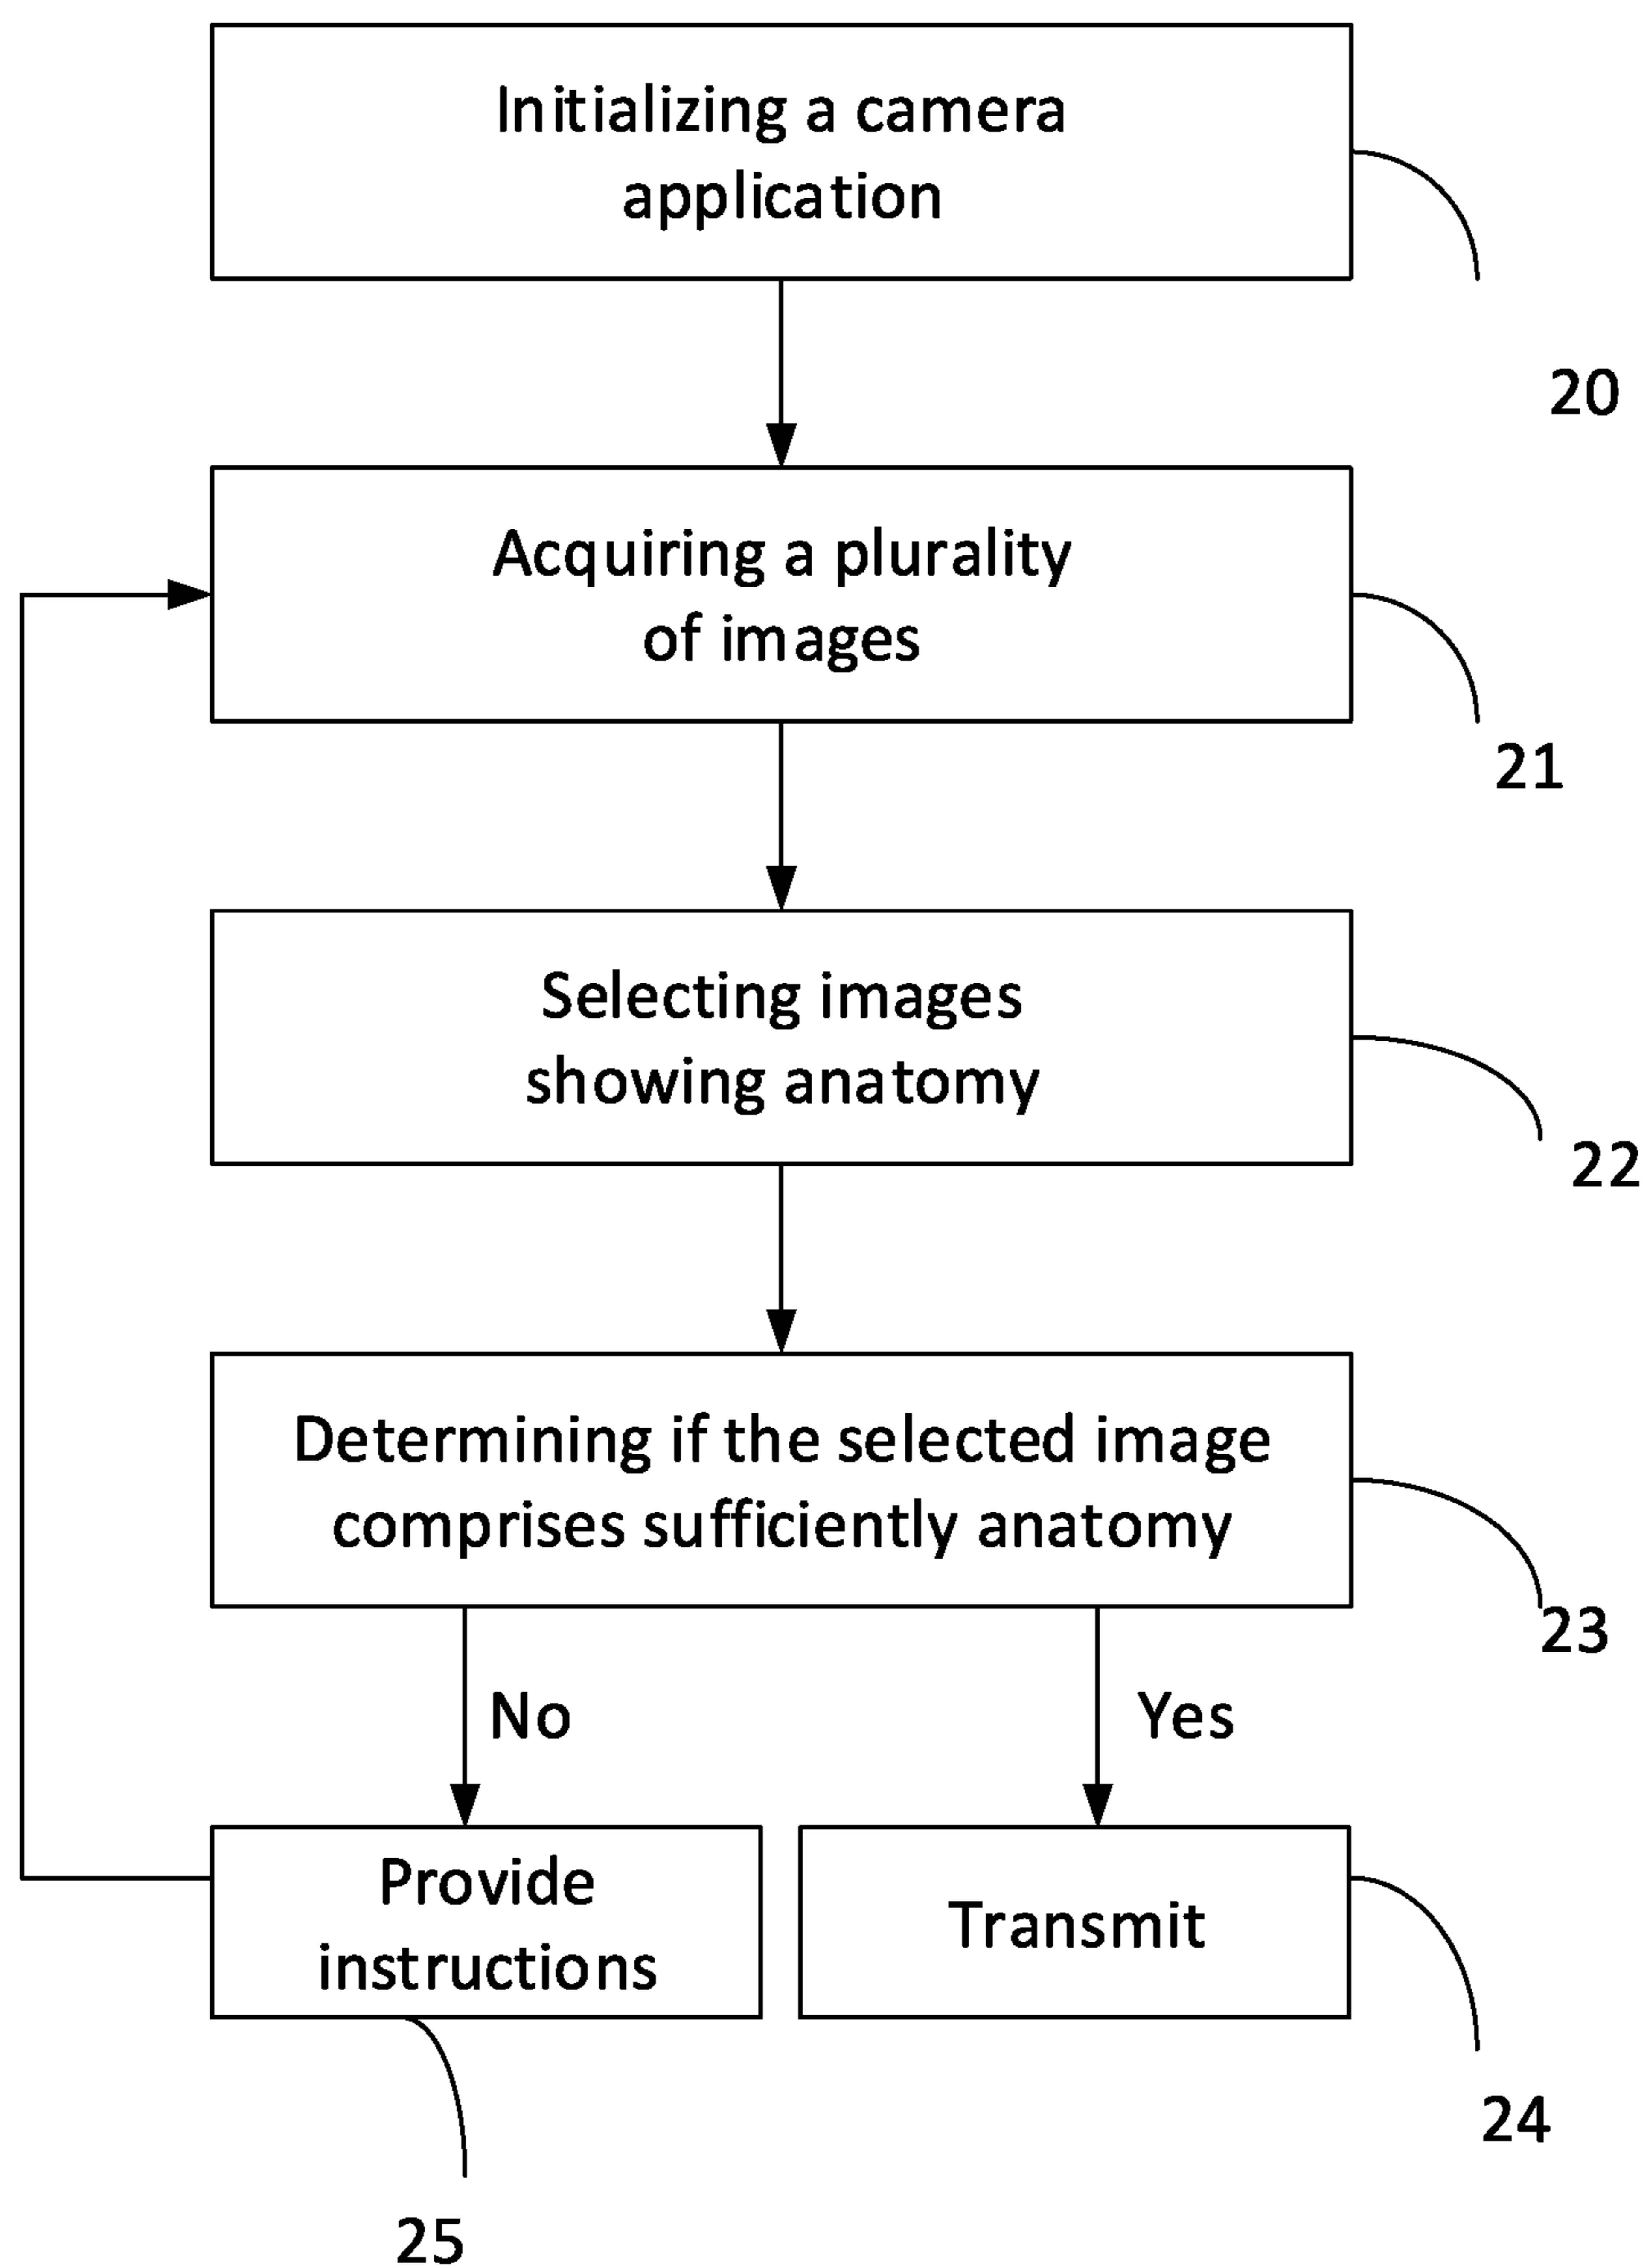 Initializing a camera
application
20
Acquiring a plurality
of images
21
Selecting images
showing anatomy
22
Determining if the selected image
comprises sufficiently anatomy
23
No
Yes
Provide
instructions
Transmit
24
25